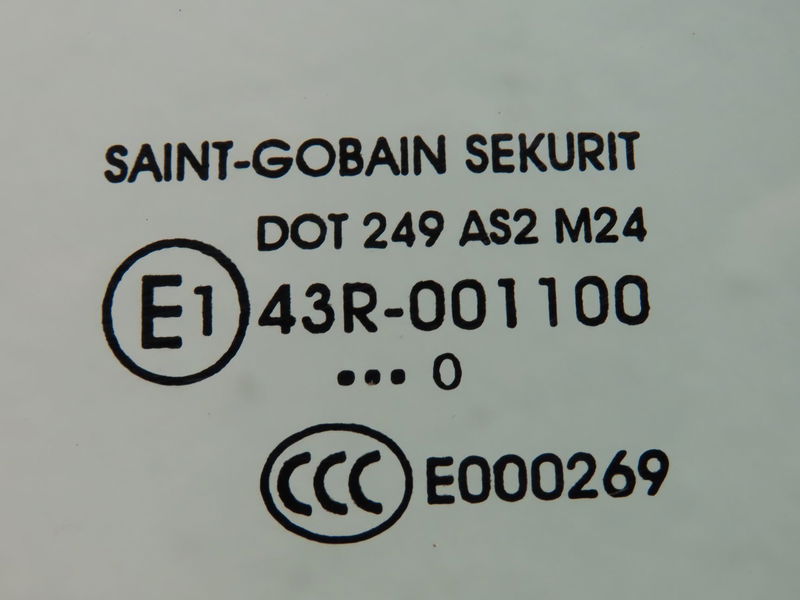 SAINT-GOBAIN SEKURIT
DOT 249 AS2 M24
E1 43R-001100
••• 0
CCC E000269